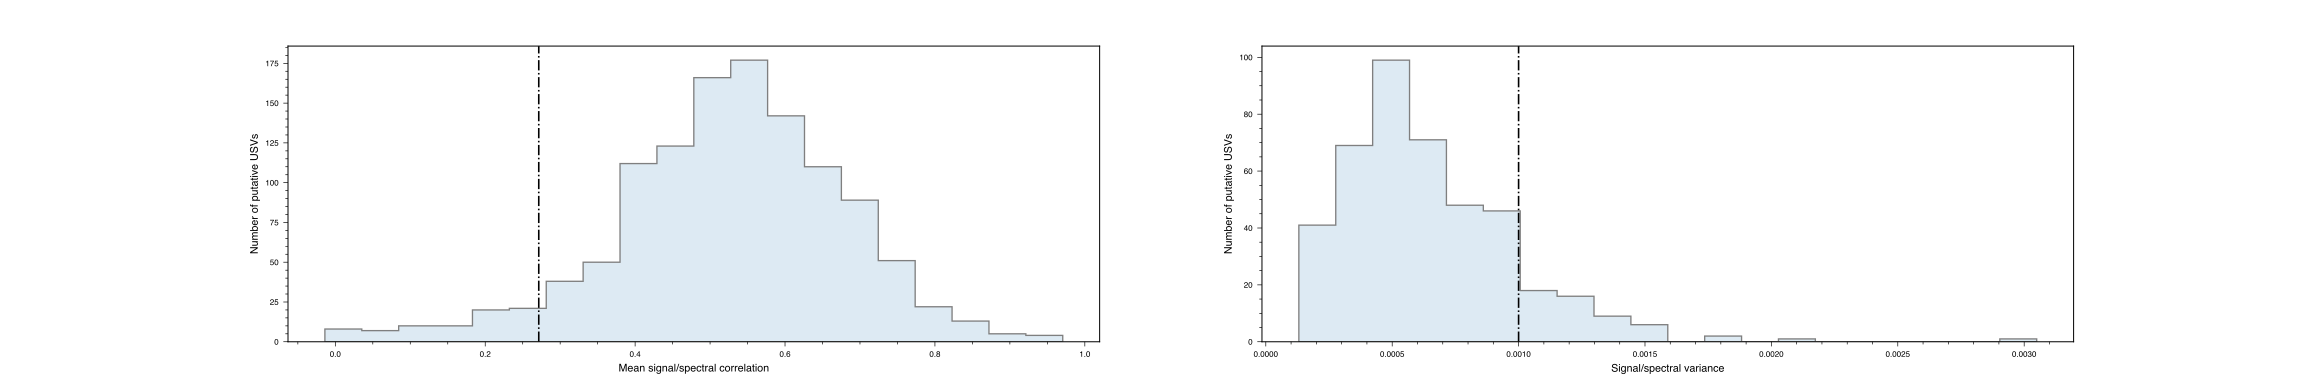 Number of putative USVs
175
150
125
100
75
50
25
0
0.0 0.2 0.4 0.6 0.8 1.0
Mean signal/spectral correlation
Number of putative USVs
100
80
60
40
20
0
0.0000 0.0005 0.0010 0.0015 0.0020 0.0025 0.0030
Signal/spectral variance